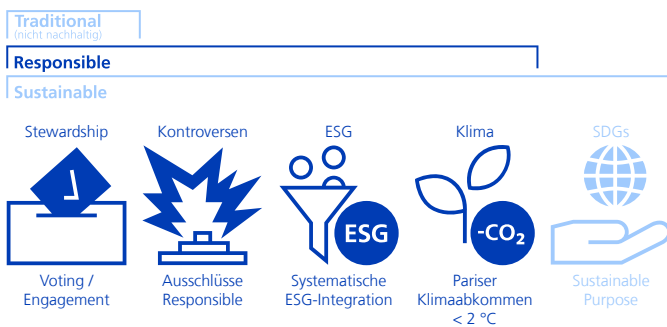 Traditional
(nicht nachhaltig)
Responsible
Sustainable
Stewardship Kontroversen ESG Klima SDGs
ESG -CO₂
Voting / Ausschlüsse Systematische Pariser Sustainable
Engagement Responsible ESG-Integration Klimaabkommen Purpose
< 2 °C